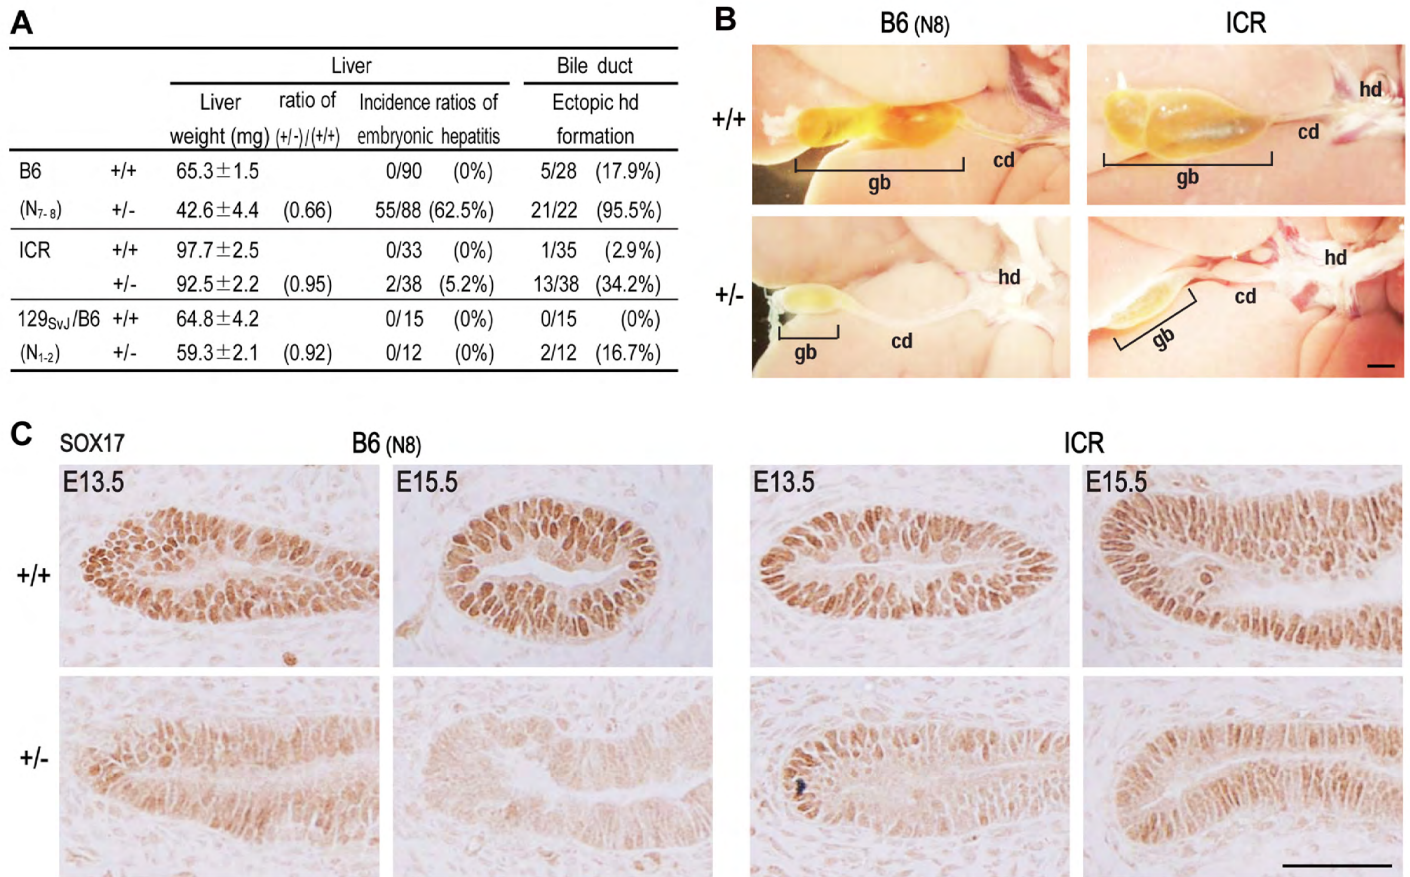 A
Liver Bile duct
Liver ratio of Incidence ratios of Ectopic hd
weight (mg) (+/-)/(+/+) embryonic hepatitis formation
B6 +/+ 65.3±1.5 0/90 (0%) 5/28 (17.9%)
(N7-8) +/- 42.6±4.4 (0.66) 55/88 (62.5%) 21/22 (95.5%)
ICR +/+ 97.7±2.5 0/33 (0%) 1/35 (2.9%)
+/- 92.5±2.2 (0.95) 2/38 (5.2%) 13/38 (34.2%)
129SvJ/B6 +/+ 64.8±4.2 0/15 (0%) 0/15 (0%)
(N1-2) +/- 59.3±2.1 (0.92) 0/12 (0%) 2/12 (16.7%)
B
B6 (N8) ICR
+/+
cd
gb
hd
cd
gb
+/-
hd
cd
gb
hd
cd
gb
C
SOX17 B6 (N8) ICR
E13.5 E15.5 E13.5 E15.5
+/+
+/-